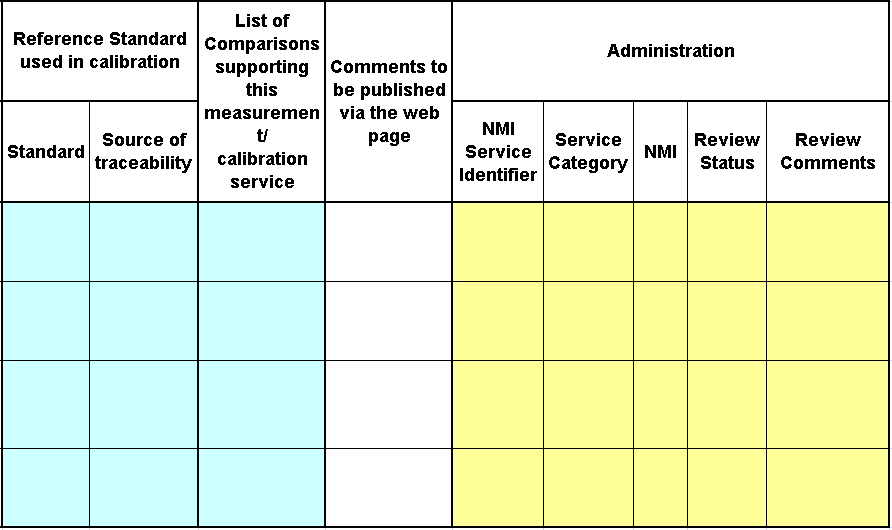 Reference Standard
used in calibration
List of
Comparisons
supporting
this
measuremen
t/
calibration
service
Comments to
be published
via the web
page
Administration
Standard
Source of
traceability
NMI
Service
Identifier
Service
Category
NMI
Review
Status
Review
Comments